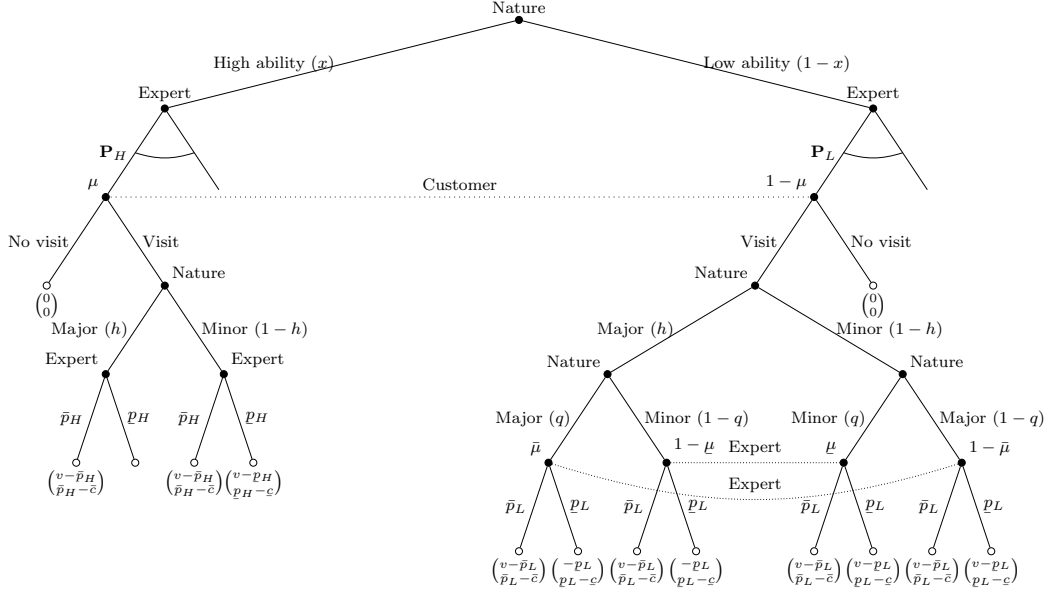 Nature
High ability (x)
Low ability (1 − x)
Expert
Expert
P_H
P_L
μ
Customer
1 − μ
No visit
Visit
Visit
No visit
(0
0)
Nature
Nature
(0
0)
Major (h)
Minor (1 − h)
Major (h)
Minor (1 − h)
Expert
Expert
Nature
Nature
p̄_H
p̲_H
p̄_H
p̲_H
Major (q)
Minor (1 − q)
Minor (q)
Major (1 − q)
μ̄
1 − μ̲
Expert
μ̲
1 − μ̄
(v−p̄_H
p̄_H−c̄)
(v−p̄_H
p̄_H−c̄)
(v−p̲_H
p̲_H−c̲)
Expert
p̄_L
p̲_L
p̄_L
p̲_L
p̄_L
p̲_L
p̄_L
p̲_L
(v−p̄_L
p̄_L−c̄)
(−p̲_L
p̲_L−c̲)
(v−p̄_L
p̄_L−c̄)
(−p̲_L
p̲_L−c̲)
(v−p̄_L
p̄_L−c̄)
(v−p̲_L
p̲_L−c̲)
(v−p̄_L
p̄_L−c̄)
(v−p̲_L
p̲_L−c̲)